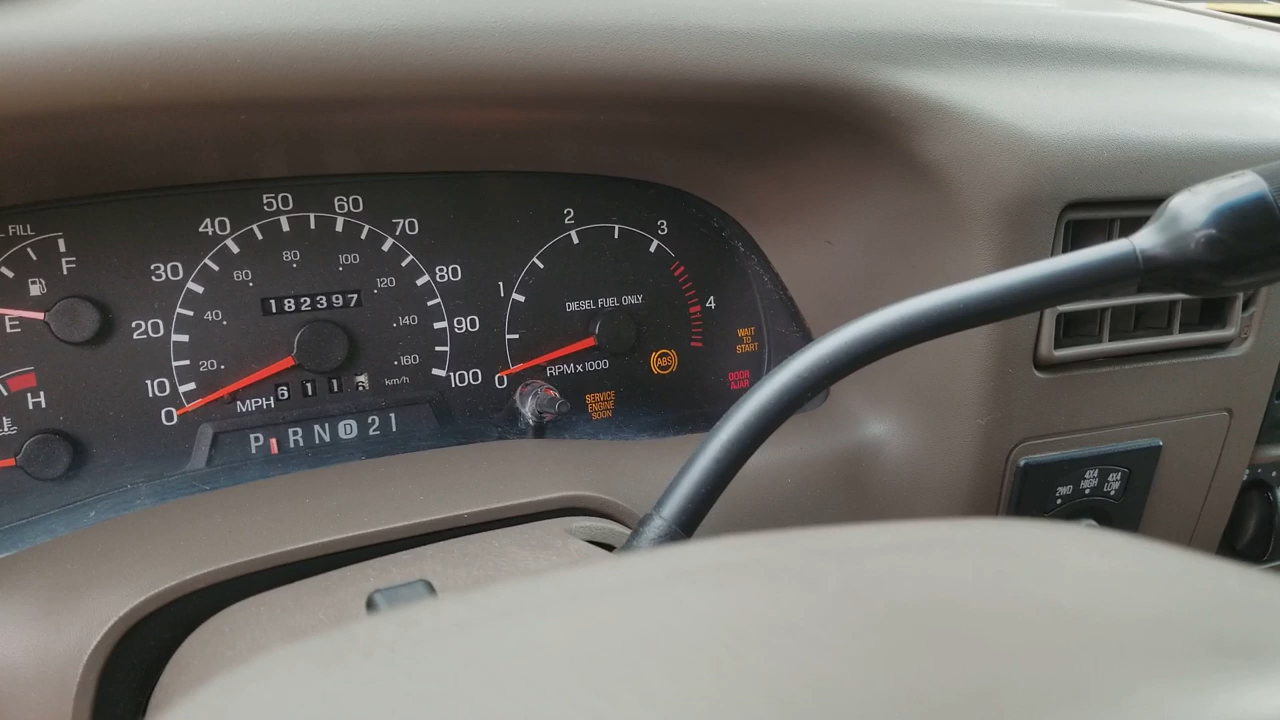 FILL
F
E
H
0
10
20
30
40
50
60
70
80
90
100
20
40
60
80
100
120
140
160
km/h
MPH
182397
611
P R N D 2 1
0
1
2
3
4
DIESEL FUEL ONLY
RPM x 1000
ABS
WAIT
TO
START
DOOR
AJAR
SERVICE
ENGINE
SOON
2WD
4X4
HIGH
4X4
LOW